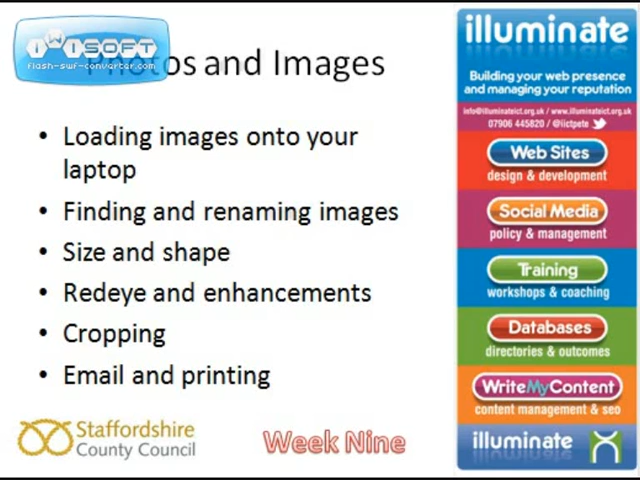 iWiSOFT
flash-swf-converter.com
Photos and Images
• Loading images onto your
laptop
• Finding and renaming images
• Size and shape
• Redeye and enhancements
• Cropping
• Email and printing
Staffordshire
County Council
Week Nine
illuminate
Building your web presence
and managing your reputation
info@illuminateict.org.uk / www.illuminateict.org.uk
07906 445820 / @iictpete
Web Sites
design & development
Social Media
policy & management
Training
workshops & coaching
Databases
directories & outcomes
WriteMyContent
content management & seo
illuminate